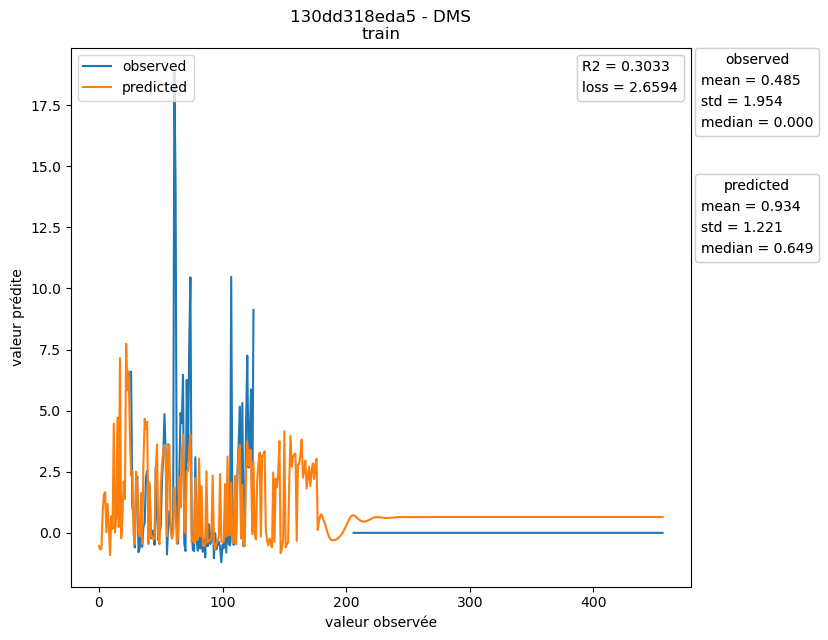 130dd318eda5 - DMS
train
observed
predicted
R2 = 0.3033
loss = 2.6594
observed
mean = 0.485
std = 1.954
median = 0.000
predicted
mean = 0.934
std = 1.221
median = 0.649
17.5
15.0
12.5
10.0
7.5
5.0
2.5
0.0
valeur prédite
0 100 200 300 400
valeur observée